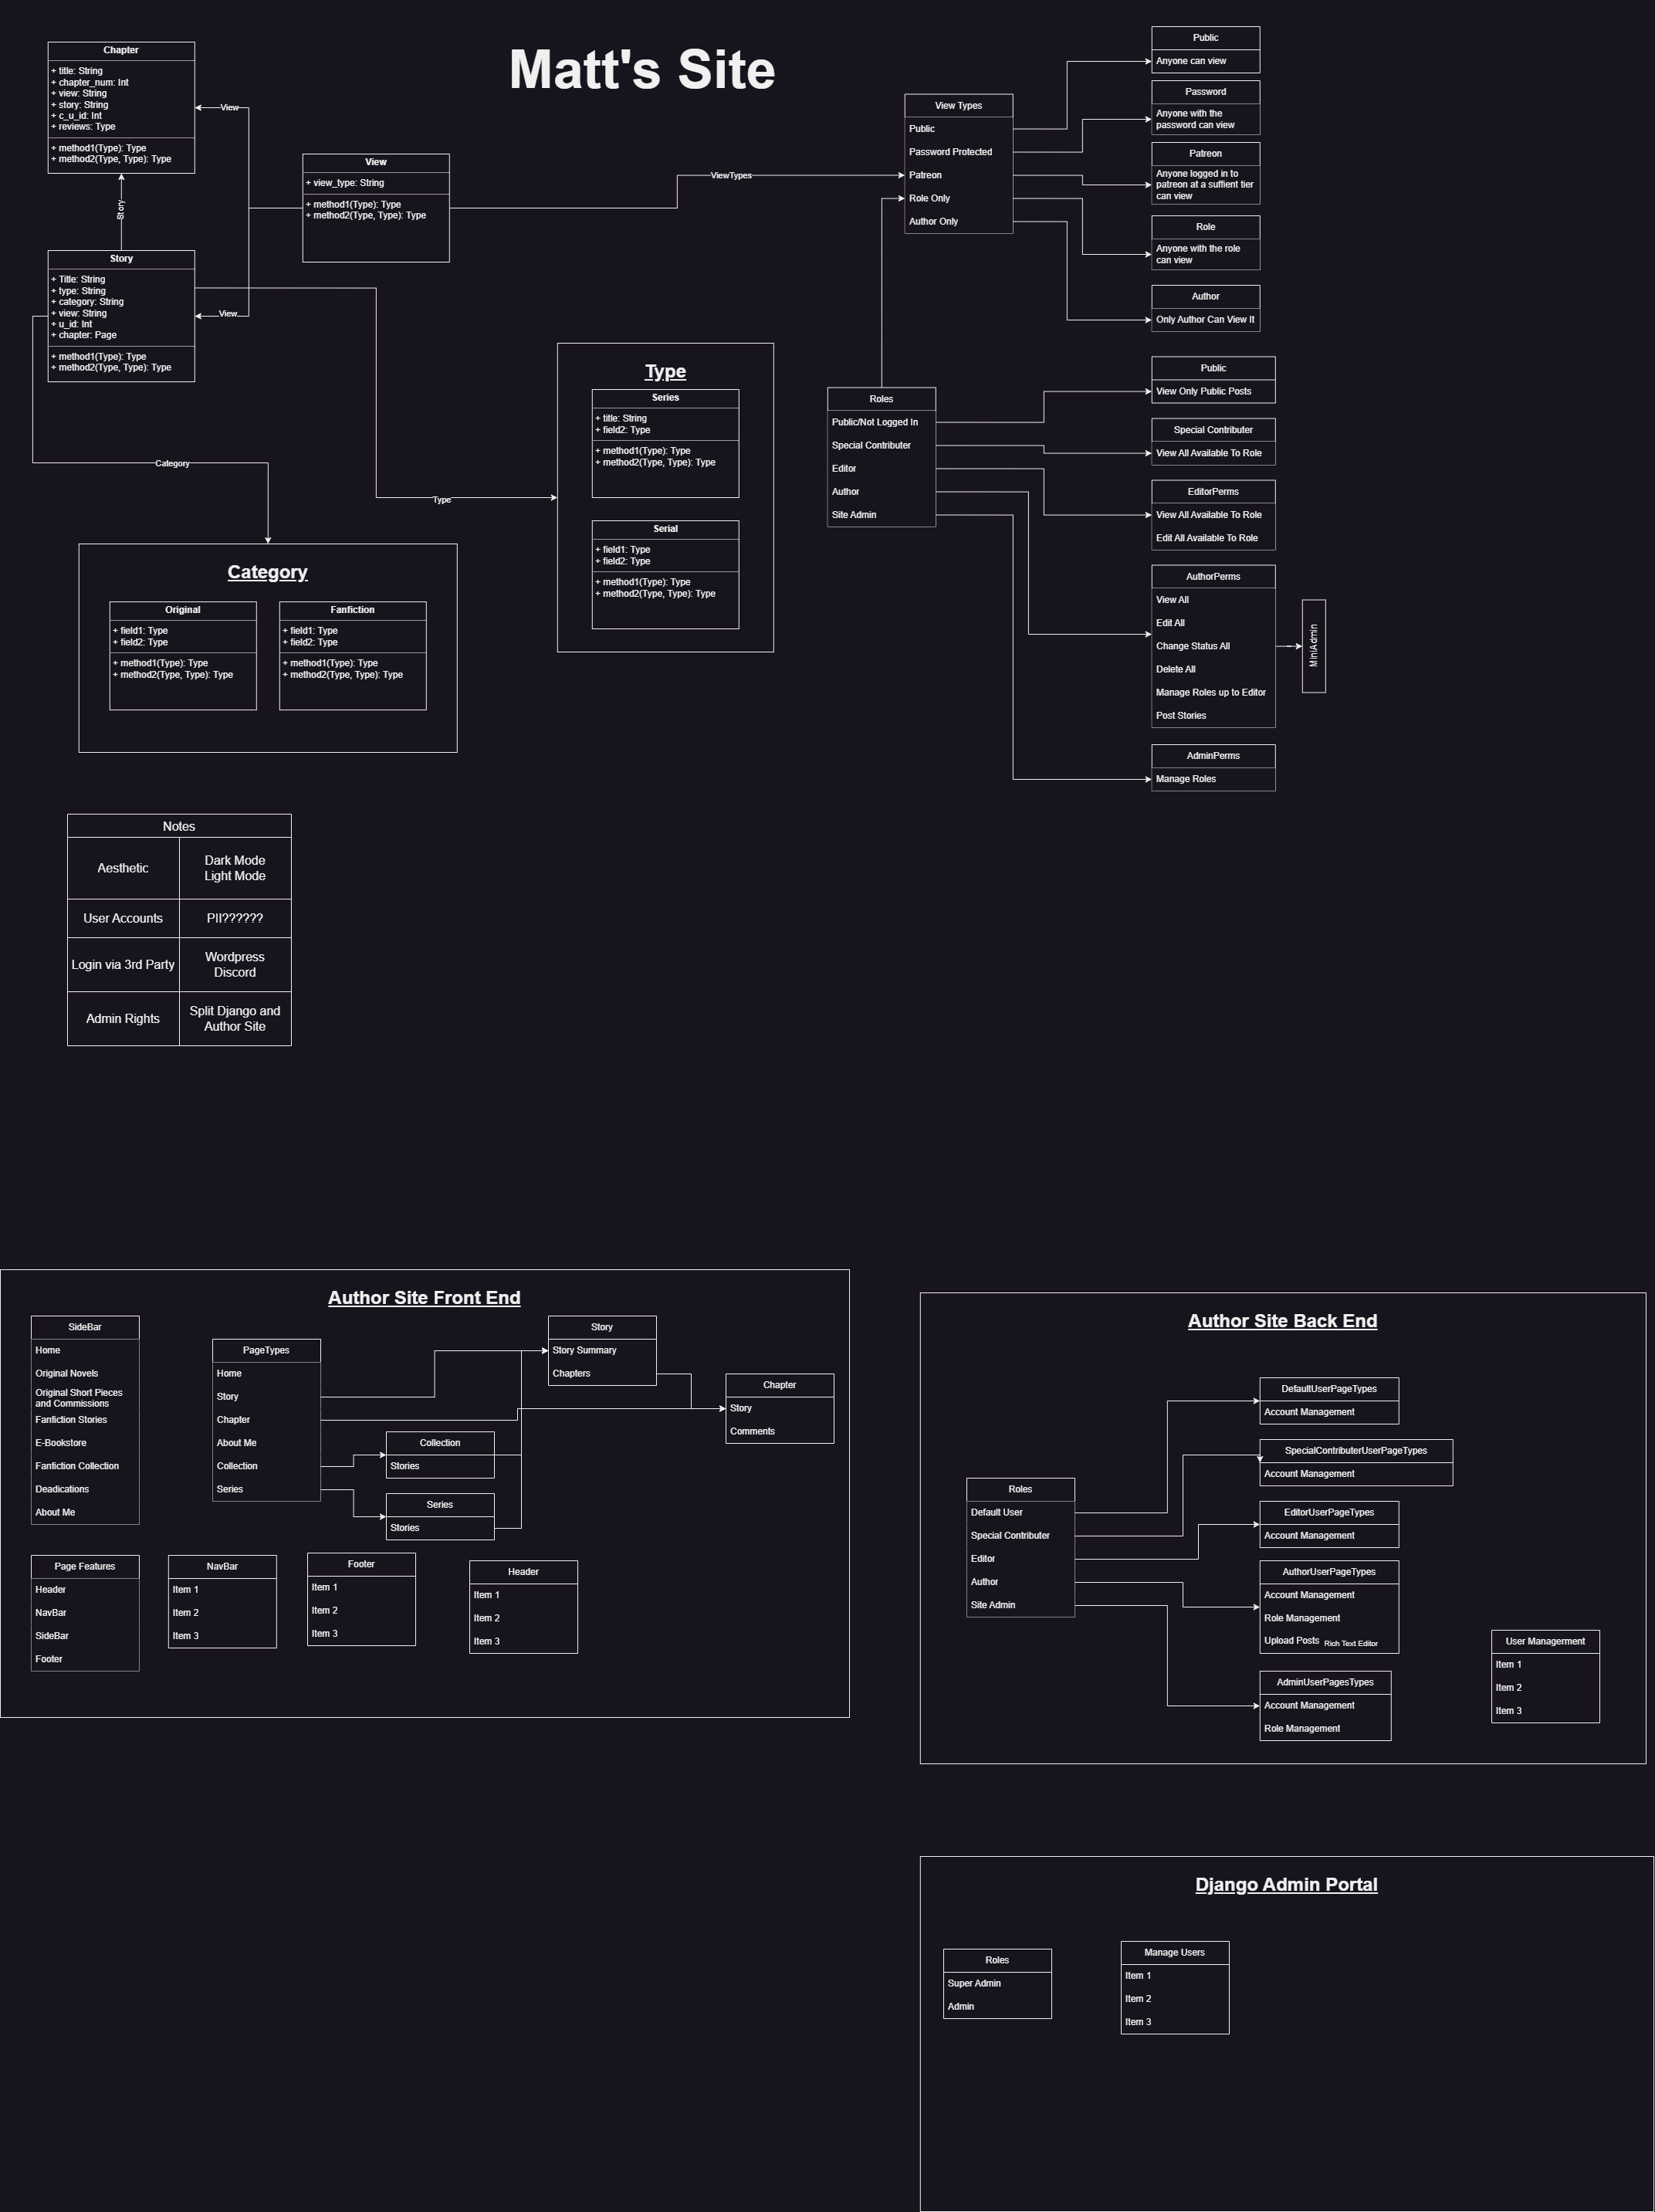 Matt's Site
Chapter
+ title: String
+ chapter_num: Int
+ view: String
+ story: String
+ c_u_id: Int
+ reviews: Type
+ method1(Type): Type
+ method2(Type, Type): Type
View
Story
View
+ view_type: String
+ method1(Type): Type
+ method2(Type, Type): Type
ViewTypes
Story
+ Title: String
+ type: String
+ category: String
+ view: String
+ u_id: Int
+ chapter: Page
+ method1(Type): Type
+ method2(Type, Type): Type
View
Category
Type
Type
Series
+ title: String
+ field2: Type
+ method1(Type): Type
+ method2(Type, Type): Type
Serial
+ field1: Type
+ field2: Type
+ method1(Type): Type
+ method2(Type, Type): Type
Category
Original
+ field1: Type
+ field2: Type
+ method1(Type): Type
+ method2(Type, Type): Type
Fanfiction
+ field1: Type
+ field2: Type
+ method1(Type): Type
+ method2(Type, Type): Type
View Types
Public
Password Protected
Patreon
Role Only
Author Only
Public
Anyone can view
Password
Anyone with the
password can view
Patreon
Anyone logged in to
patreon at a suffient tier
can view
Role
Anyone with the role
can view
Author
Only Author Can View It
Roles
Public/Not Logged In
Special Contributer
Editor
Author
Site Admin
Public
View Only Public Posts
Special Contributer
View All Available To Role
EditorPerms
View All Available To Role
Edit All Available To Role
AuthorPerms
View All
Edit All
Change Status All
Delete All
Manage Roles up to Editor
Post Stories
MiniAdmin
AdminPerms
Manage Roles
Notes
Aesthetic
Dark Mode
Light Mode
User Accounts
PII??????
Login via 3rd Party
Wordpress
Discord
Admin Rights
Split Django and
Author Site
Author Site Front End
SideBar
Home
Original Novels
Original Short Pieces
and Commissions
Fanfiction Stories
E-Bookstore
Fanfiction Collection
Deadications
About Me
PageTypes
Home
Story
Chapter
About Me
Collection
Series
Story
Story Summary
Chapters
Chapter
Story
Comments
Collection
Stories
Series
Stories
Page Features
Header
NavBar
SideBar
Footer
NavBar
Item 1
Item 2
Item 3
Footer
Item 1
Item 2
Item 3
Header
Item 1
Item 2
Item 3
Author Site Back End
Roles
Default User
Special Contributer
Editor
Author
Site Admin
DefaultUserPageTypes
Account Management
SpecialContributerUserPageTypes
Account Management
EditorUserPageTypes
Account Management
AuthorUserPageTypes
Account Management
Role Management
Upload Posts Rich Text Editor
AdminUserPagesTypes
Account Management
Role Management
User Managerment
Item 1
Item 2
Item 3
Django Admin Portal
Roles
Super Admin
Admin
Manage Users
Item 1
Item 2
Item 3